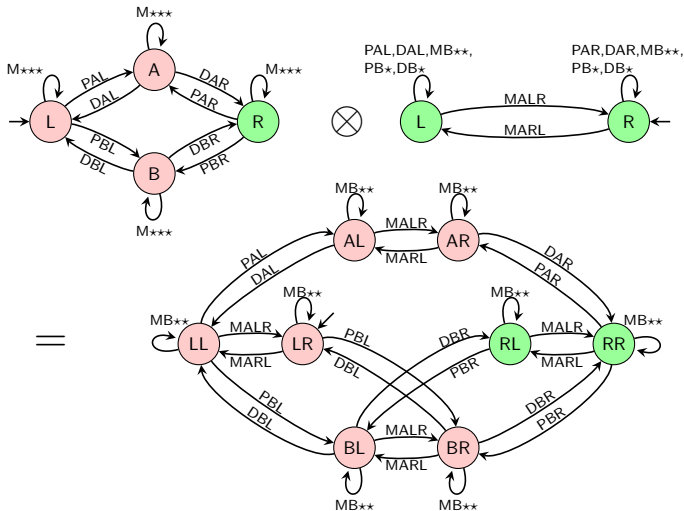 M⋆⋆⋆
PAL,DAL,MB⋆⋆,
PAR,DAR,MB⋆⋆,
M⋆⋆⋆ PAL A DAR M⋆⋆⋆
PB⋆,DB⋆
PB⋆,DB⋆
DAL PAR
MALR
L R ⊗ L R
MARL
PBL DBR
DBL B PBR
M⋆⋆⋆
MB⋆⋆ MB⋆⋆
MALR
PAL AL AR DAR
MARL
DAL PAR
MB⋆⋆ MB⋆⋆
MB⋆⋆ MALR PBL DBR MALR MB⋆⋆
= LL LR RL RR
MARL DBL PBR MARL
PBL DBR
DBL MALR PBR
BL BR
MARL
MB⋆⋆ MB⋆⋆